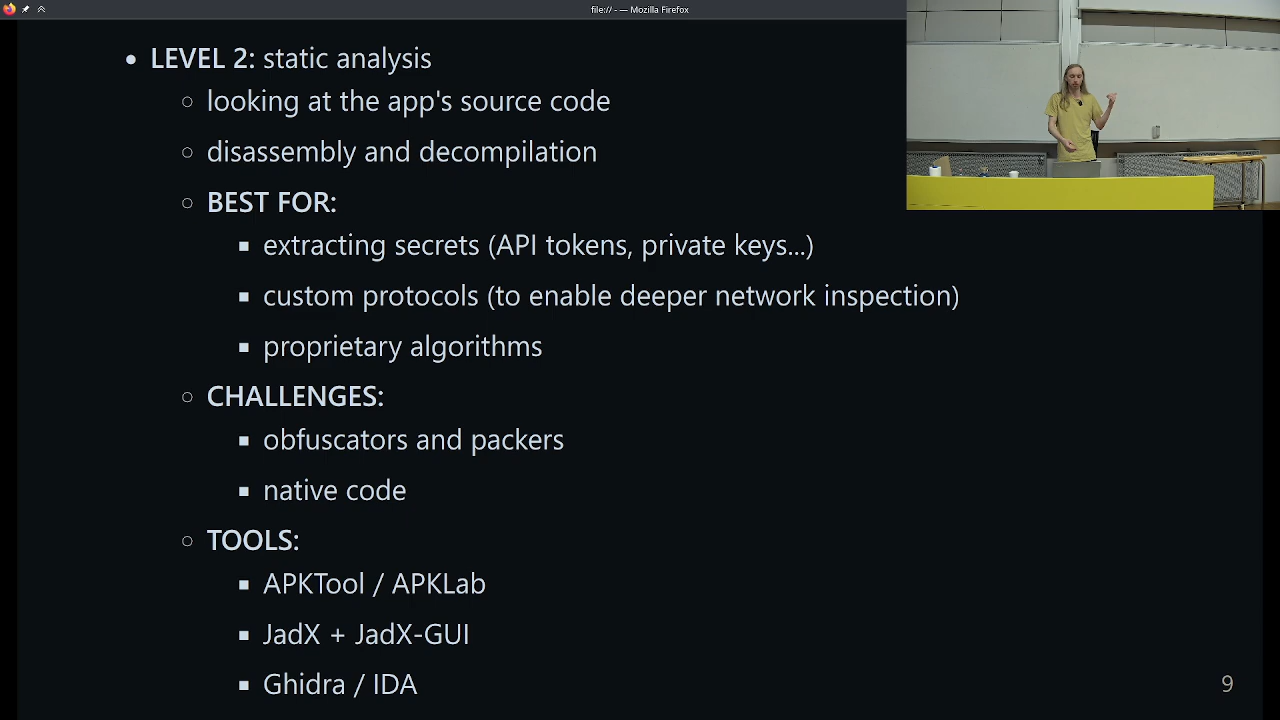 file:// - — Mozilla Firefox
LEVEL 2: static analysis
looking at the app's source code
disassembly and decompilation
BEST FOR:
extracting secrets (API tokens, private keys...)
custom protocols (to enable deeper network inspection)
proprietary algorithms
CHALLENGES:
obfuscators and packers
native code
TOOLS:
APKTool / APKLab
JadX + JadX-GUI
Ghidra / IDA
9